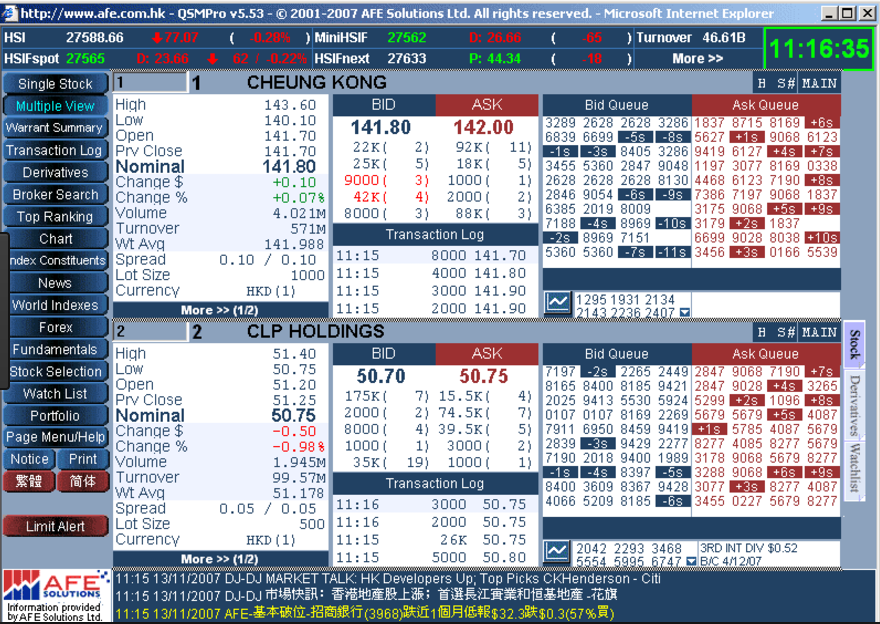 http://www.afe.com.hk - QSMPro v5.53 - © 2001-2007 AFE Solutions Ltd. All rights reserved. - Microsoft Internet Explorer
HSI 27588.66 77.07 ( -0.28% ) MiniHSIF 27562 D: 26.66 ( -65 ) Turnover 46.61B
HSIFspot 27565 D: 23.66 62 / -0.22% HSIFnext 27633 P: 44.34 ( -18 ) More >>
11:16:35
Single Stock
Multiple View
Warrant Summary
Transaction Log
Derivatives
Broker Search
Top Ranking
Chart
ndex Constituents
News
World Indexes
Forex
Fundamentals
Stock Selection
Watch List
Portfolio
Page Menu/Help
Notice Print
繁體 简体
Limit Alert
AFE SOLUTIONS
Information provided
by AFE Solutions Ltd.
1 1 CHEUNG KONG H S# MAIN
High 143.60
Low 140.10
Open 141.70
Prv Close 141.70
Nominal 141.80
Change $ +0.10
Change % +0.07%
Volume 4.021M
Turnover 571M
Wt Avg 141.988
Spread 0.10 / 0.10
Lot Size 1000
Currency HKD(1)
More >> (1/2)
BID ASK
141.80 142.00
22K( 2) 92K( 11)
25K( 5) 18K( 5)
9000( 3) 1000( 1)
42K( 4) 2000( 2)
8000( 3) 88K( 3)
Transaction Log
11:15 8000 141.70
11:15 4000 141.80
11:15 3000 141.90
11:15 2000 141.90
Bid Queue Ask Queue
3289 2628 2628 3286 1837 8715 8169 +6s
6839 6699 -5s -8s 5627 +1s 9068 6123
-1s -3s 8405 3286 9419 6127 +4s +7s
3455 5360 2847 9048 1197 3077 8169 0338
2628 2628 2628 8130 4468 6123 7190 +8s
2846 9054 -6s -9s 7386 7197 9068 1837
6385 2019 8009 3175 9068 +5s +9s
7188 -4s 8969 -10s 3179 +2s 1837
-2s 8969 7151 6699 9028 8038 +10s
5360 5360 -7s -11s 3456 +3s 0166 5539
1295 1931 2134
2143 2236 2407
2 2 CLP HOLDINGS H S# MAIN
High 51.40
Low 50.75
Open 51.20
Prv Close 51.25
Nominal 50.75
Change $ -0.50
Change % -0.98%
Volume 1.945M
Turnover 99.57M
Wt Avg 51.178
Spread 0.05 / 0.05
Lot Size 500
Currency HKD(1)
More >> (1/2)
BID ASK
50.70 50.75
175K( 7) 15.5K( 4)
2000( 2) 74.5K( 7)
8000( 4) 39.5K( 5)
1000( 1) 3000( 2)
35K( 19) 1000( 1)
Transaction Log
11:16 3000 50.75
11:16 2000 50.75
11:15 26K 50.75
11:15 5000 50.80
Bid Queue Ask Queue
7197 -2s 2265 2449 2847 9068 7190 +7s
8165 8400 8185 9421 2847 9028 +4s 3265
2025 9413 5530 5924 5299 +2s 1096 +8s
0107 0107 8169 2269 5679 5679 +5s 4087
7911 6950 8459 9419 +1s 5785 4087 5679
2839 -3s 9429 2277 8277 4085 8277 5679
7190 2018 9400 1989 3178 9068 5679 5679
-1s -4s 8397 -5s 3288 9068 +6s +9s
8400 3609 8367 9428 3077 +3s 8277 4087
4066 5209 8185 -6s 3455 0227 5679 8277
2042 2293 3468 3RD INT DIV $0.52
5554 5995 6747 B/C 4/12/07
Stock
Derivatives
Watchlist
11:15 13/11/2007 DJ-DJ MARKET TALK: HK Developers Up; Top Picks CKHenderson - Citi
11:15 13/11/2007 DJ-DJ 市場快訊: 香港地產股上漲; 首選長江實業和恒基地產 -花旗
11:15 13/11/2007 AFE-基本破位-招商銀行(3968)跌近1個月低報$32.3跌$0.3(57%買)